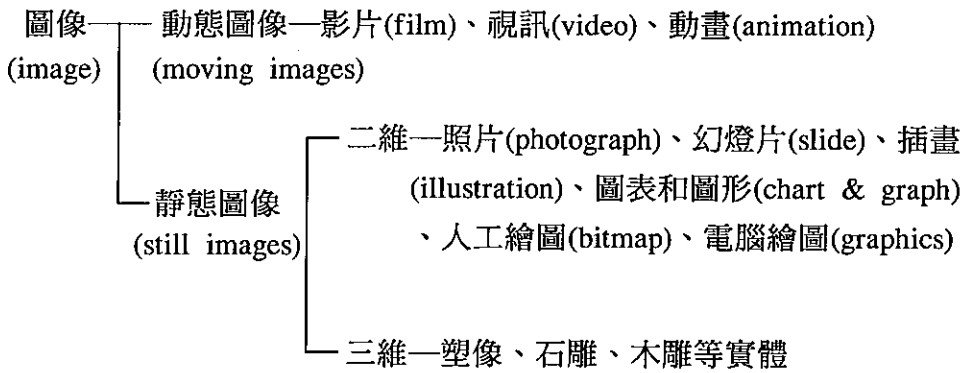 圖像 動態圖像—影片(film)、視訊(video)、動畫(animation)
(image) (moving images)
二維—照片(photograph)、幻燈片(slide)、插畫
(illustration)、圖表和圖形(chart & graph)
靜態圖像
(still images) 、人工繪圖(bitmap)、電腦繪圖(graphics)
三維—塑像、石雕、木雕等實體